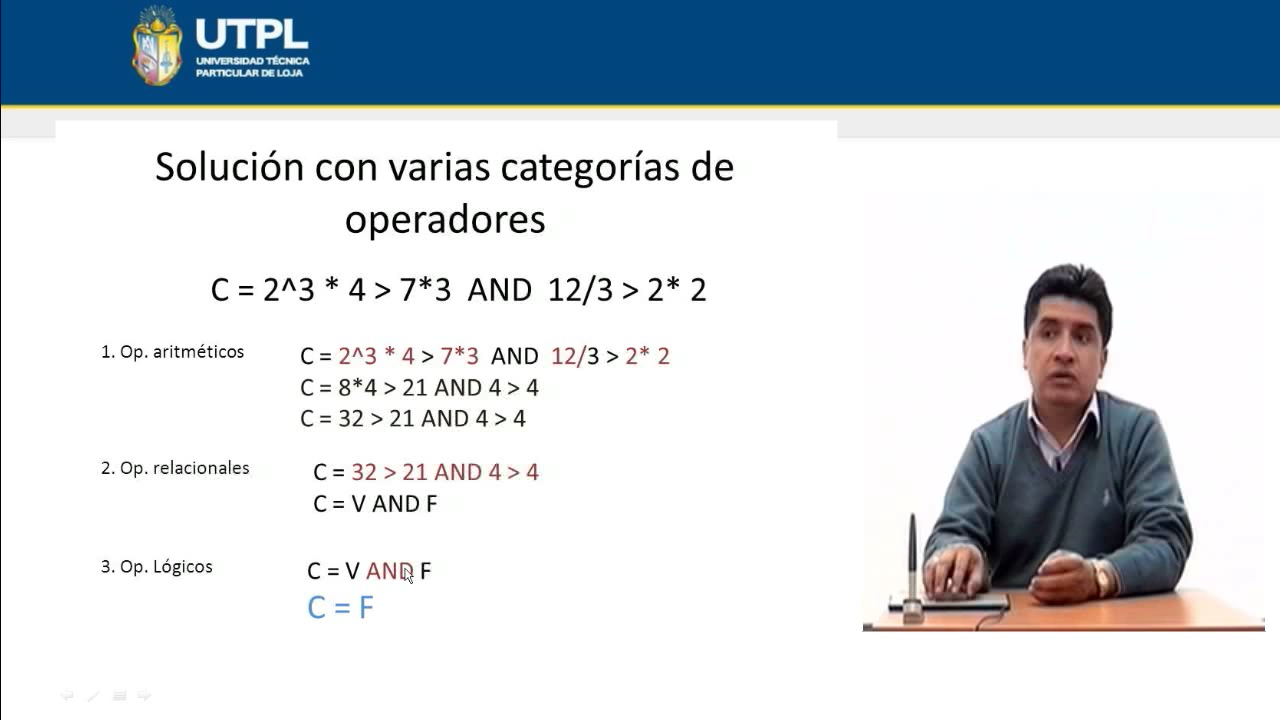 UTPL
UNIVERSIDAD TÉCNICA
PARTICULAR DE LOJA
Solución con varias categorías de
operadores
C = 2^3 * 4 > 7*3 AND 12/3 > 2* 2
1. Op. aritméticos
C = 2^3 * 4 > 7*3 AND 12/3 > 2* 2
C = 8*4 > 21 AND 4 > 4
C = 32 > 21 AND 4 > 4
2. Op. relacionales
C = 32 > 21 AND 4 > 4
C = V AND F
3. Op. Lógicos
C = V AND F
C = F